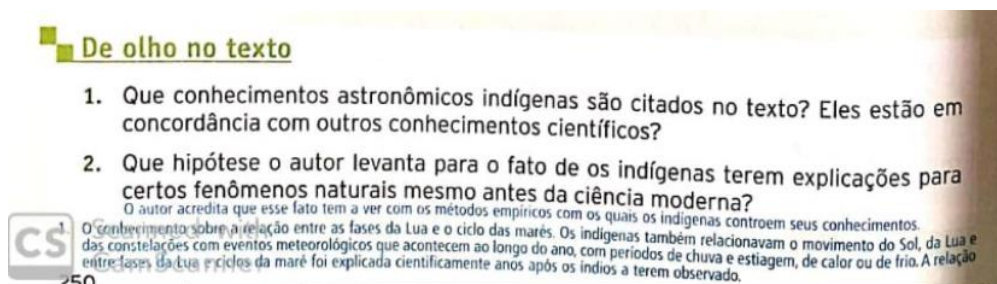 De olho no texto
1. Que conhecimentos astronômicos indígenas são citados no texto? Eles estão em
concordância com outros conhecimentos científicos?
2. Que hipótese o autor levanta para o fato de os indígenas terem explicações para
certos fenômenos naturais mesmo antes da ciência moderna?
O autor acredita que esse fato tem a ver com os métodos empíricos com os quais os indígenas controem seus conhecimentos.
1. O conhecimento sobre a relação entre as fases da Lua e o ciclo das marés. Os indígenas também relacionavam o movimento do Sol, da Lua e
das constelações com eventos meteorológicos que acontecem ao longo do ano, com períodos de chuva e estiagem, de calor ou de frio. A relação
entre fases da Lua e ciclos da maré foi explicada cientificamente anos após os índios a terem observado.
CS
250